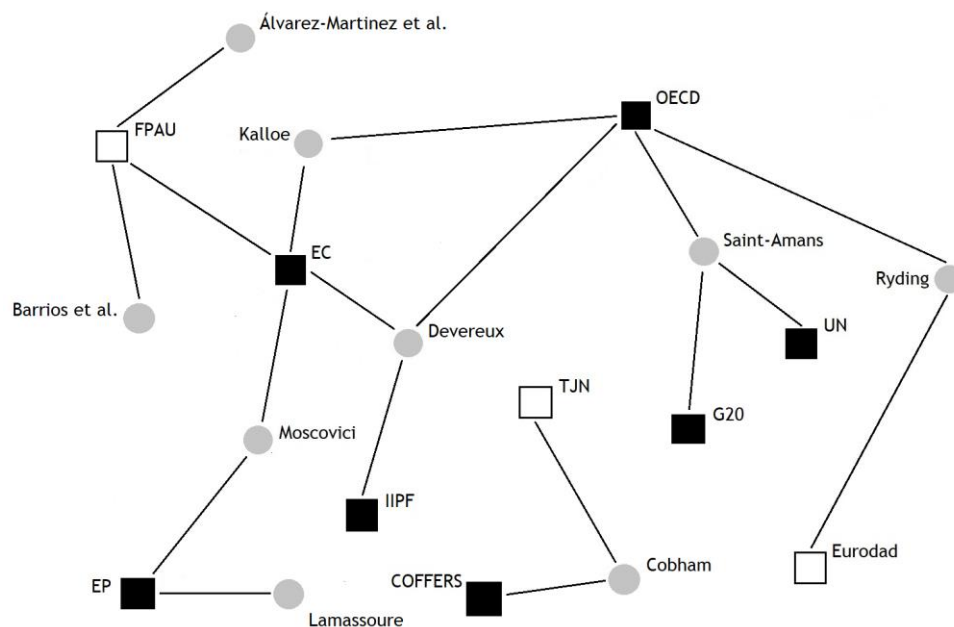 Álvarez-Martinez et al.
OECD
FPAU
Kalloe
Saint-Amans
EC
Ryding
Barrios et al.
Devereux
UN
TJN
G20
Moscovici
IIPF
Eurodad
Cobham
EP
COFFERS
Lamassoure